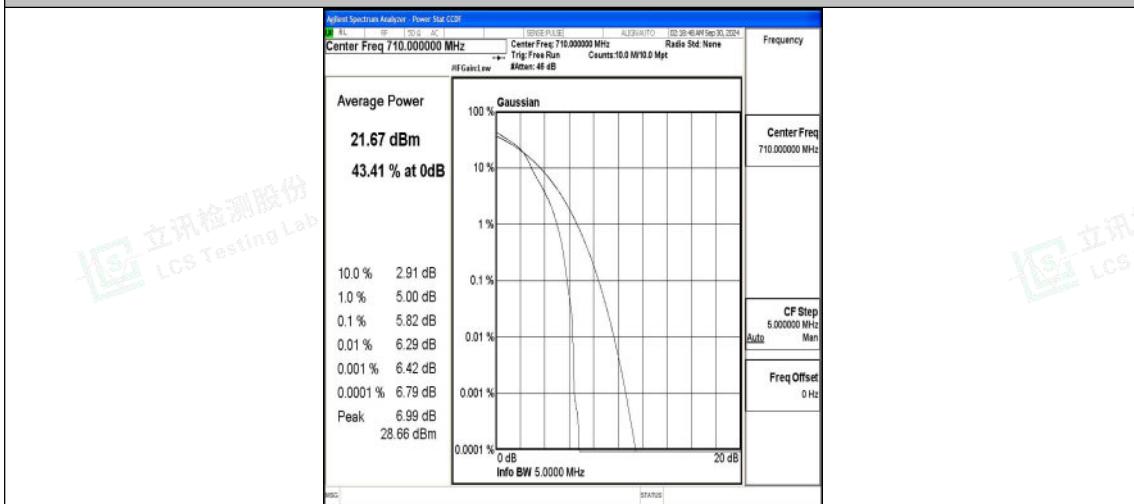 Agilent Spectrum Analyzer - Power Stat CCDF
RL RF 50 Ω AC SENSE:PULSE ALIGN AUTO 02:18:48 AM Sep 30, 2024
Center Freq 710.000000 MHz
Center Freq: 710.000000 MHz Radio Std: None
Trig: Free Run Counts:10.0 M/10.0 Mpt
#IFGain:Low #Atten: 46 dB
Frequency
Average Power
21.67 dBm
43.41 % at 0dB
10.0 % 2.91 dB
1.0 % 5.00 dB
0.1 % 5.82 dB
0.01 % 6.29 dB
0.001 % 6.42 dB
0.0001 % 6.79 dB
Peak 6.99 dB
28.66 dBm
Gaussian
100 %
10 %
1 %
0.1 %
0.01 %
0.001 %
0.0001 %
0 dB 20 dB
Info BW 5.0000 MHz
Center Freq
710.000000 MHz
CF Step
5.000000 MHz
Auto Man
Freq Offset
0 Hz
MSG STATUS
立讯检测股份
LCS Testing Lab
立讯
LCS